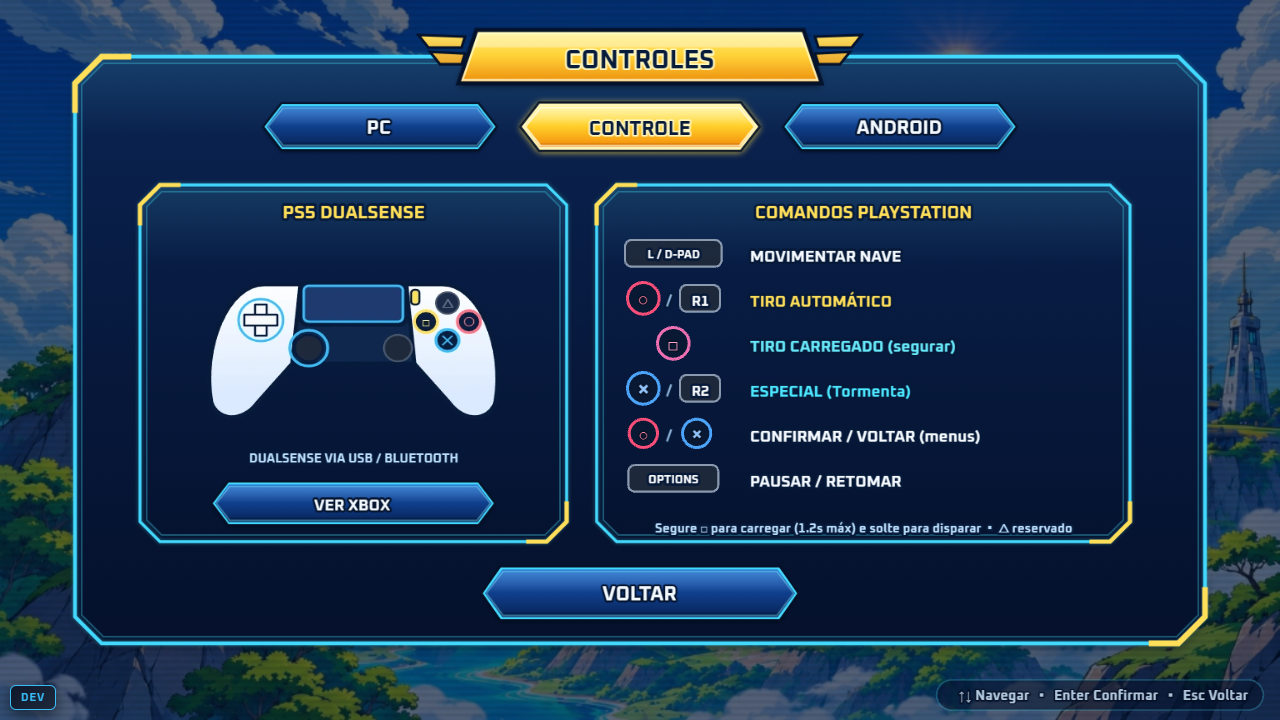 CONTROLES
PC
CONTROLE
ANDROID
PS5 DUALSENSE
DUALSENSE VIA USB / BLUETOOTH
VER XBOX
COMANDOS PLAYSTATION
L / D-PAD MOVIMENTAR NAVE
○ / R1 TIRO AUTOMÁTICO
□ TIRO CARREGADO (segurar)
× / R2 ESPECIAL (Tormenta)
○ / × CONFIRMAR / VOLTAR (menus)
OPTIONS PAUSAR / RETOMAR
Segure □ para carregar (1.2s máx) e solte para disparar • △ reservado
VOLTAR
DEV
↑↓ Navegar • Enter Confirmar • Esc Voltar